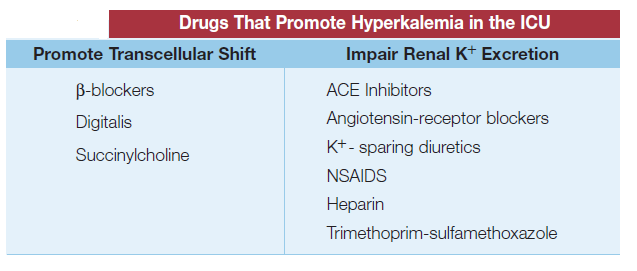 Drugs That Promote Hyperkalemia in the ICU
Promote Transcellular Shift
Impair Renal K+ Excretion
β-blockers
Digitalis
Succinylcholine
ACE Inhibitors
Angiotensin-receptor blockers
K+- sparing diuretics
NSAIDS
Heparin
Trimethoprim-sulfamethoxazole